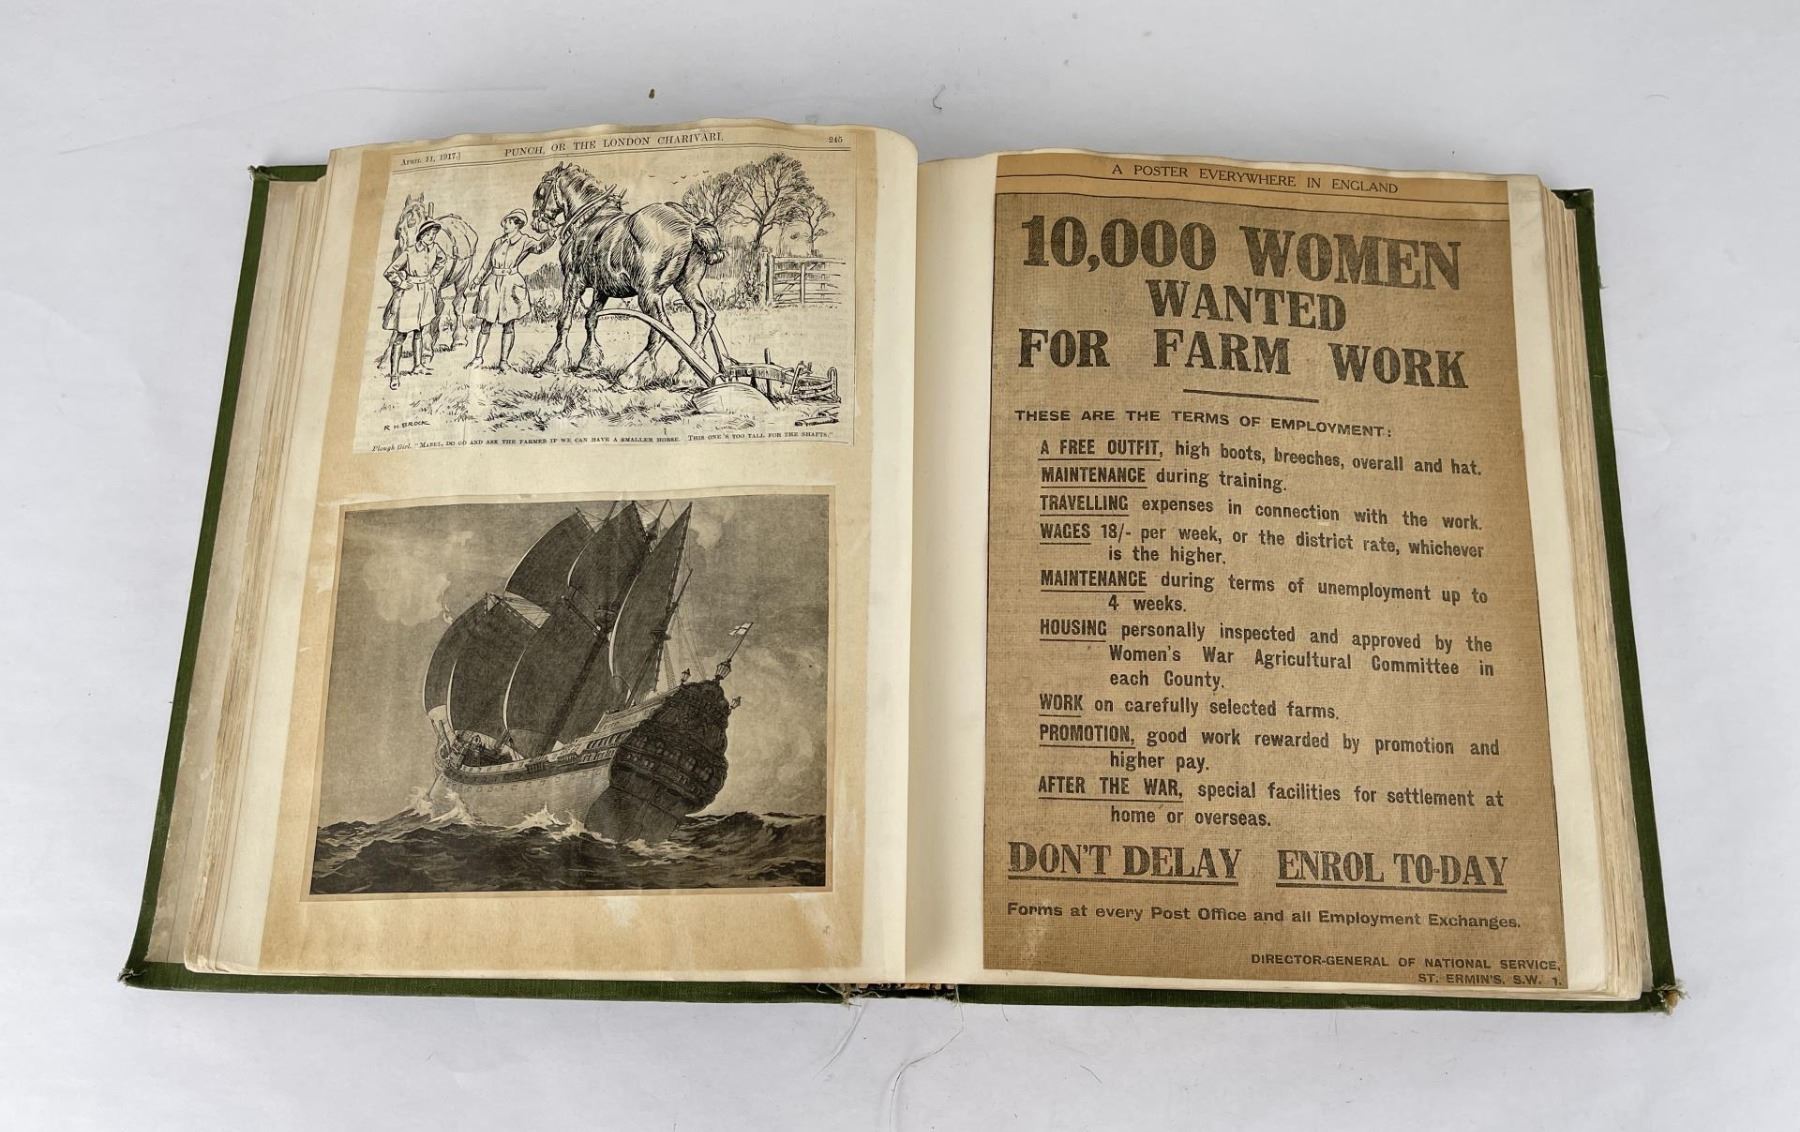 APRIL 11, 1917.] PUNCH, OR THE LONDON CHARIVARI. 245
R. H. BROCK
Plough Girl. "MABEL, DO GO AND ASK THE FARMER IF WE CAN HAVE A SMALLER HORSE. THIS ONE'S TOO TALL FOR THE SHAFTS."
A POSTER EVERYWHERE IN ENGLAND
10,000 WOMEN
WANTED
FOR FARM WORK
THESE ARE THE TERMS OF EMPLOYMENT:
A FREE OUTFIT, high boots, breeches, overall and hat.
MAINTENANCE during training.
TRAVELLING expenses in connection with the work.
WAGES 18/- per week, or the district rate, whichever
is the higher.
MAINTENANCE during terms of unemployment up to
4 weeks.
HOUSING personally inspected and approved by the
Women's War Agricultural Committee in
each County.
WORK on carefully selected farms.
PROMOTION, good work rewarded by promotion and
higher pay.
AFTER THE WAR, special facilities for settlement at
home or overseas.
DON'T DELAY ENROL TO-DAY
Forms at every Post Office and all Employment Exchanges.
DIRECTOR-GENERAL OF NATIONAL SERVICE,
ST. ERMIN'S, S.W. 1.